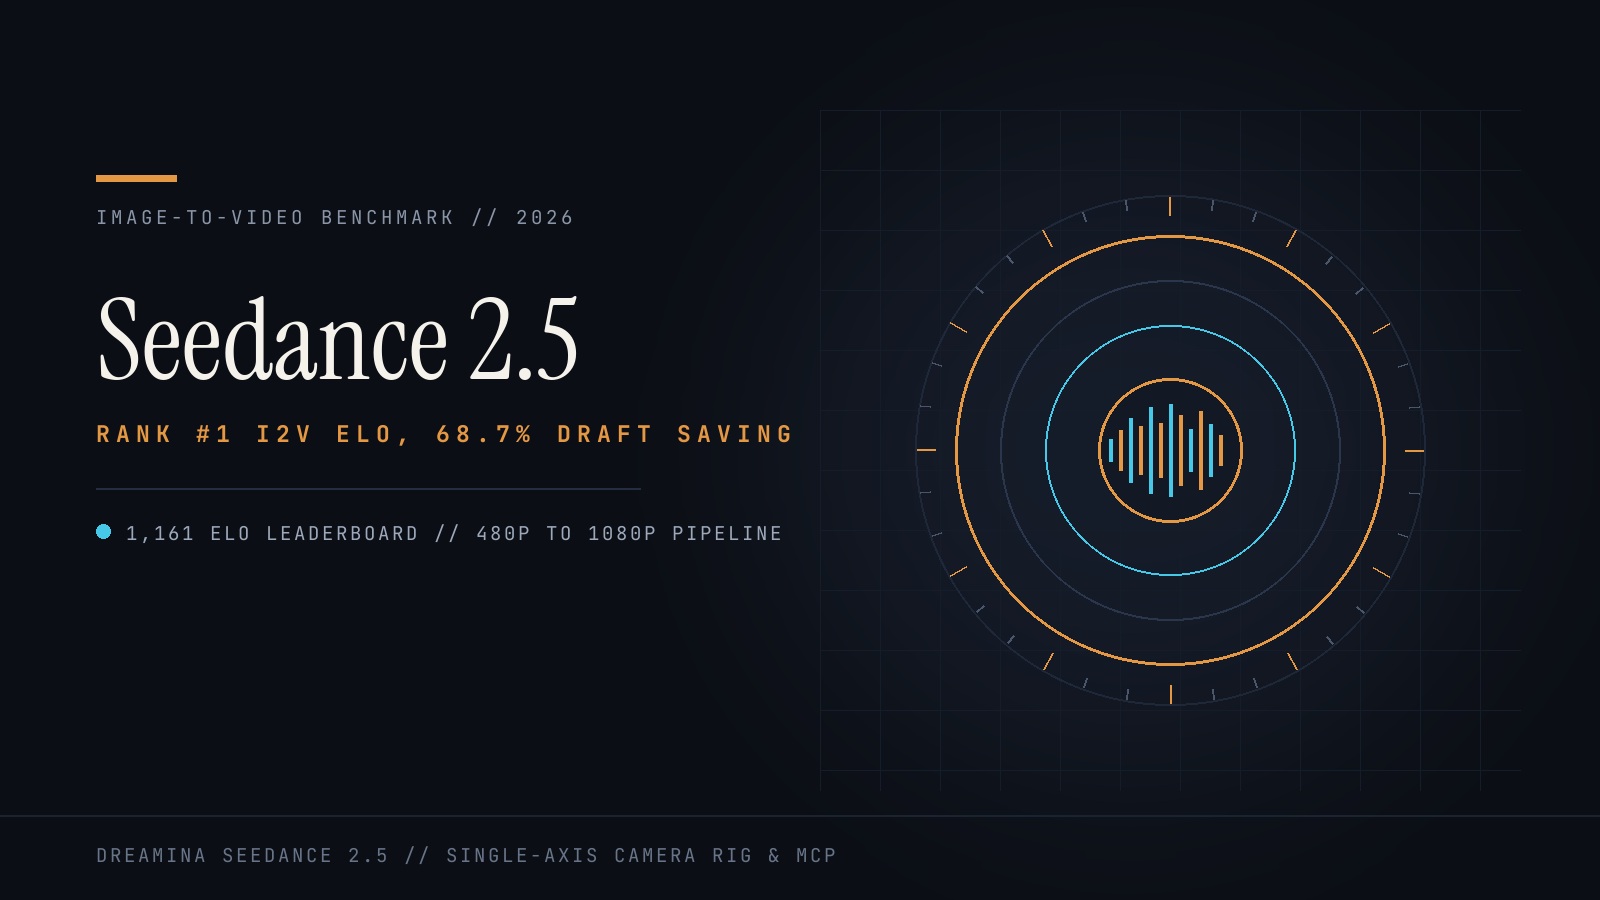 IMAGE-TO-VIDEO BENCHMARK // 2026
Seedance 2.5
RANK #1 I2V ELO, 68.7% DRAFT SAVING
1,161 ELO LEADERBOARD // 480P TO 1080P PIPELINE
DREAMINA SEEDANCE 2.5 // SINGLE-AXIS CAMERA RIG & MCP